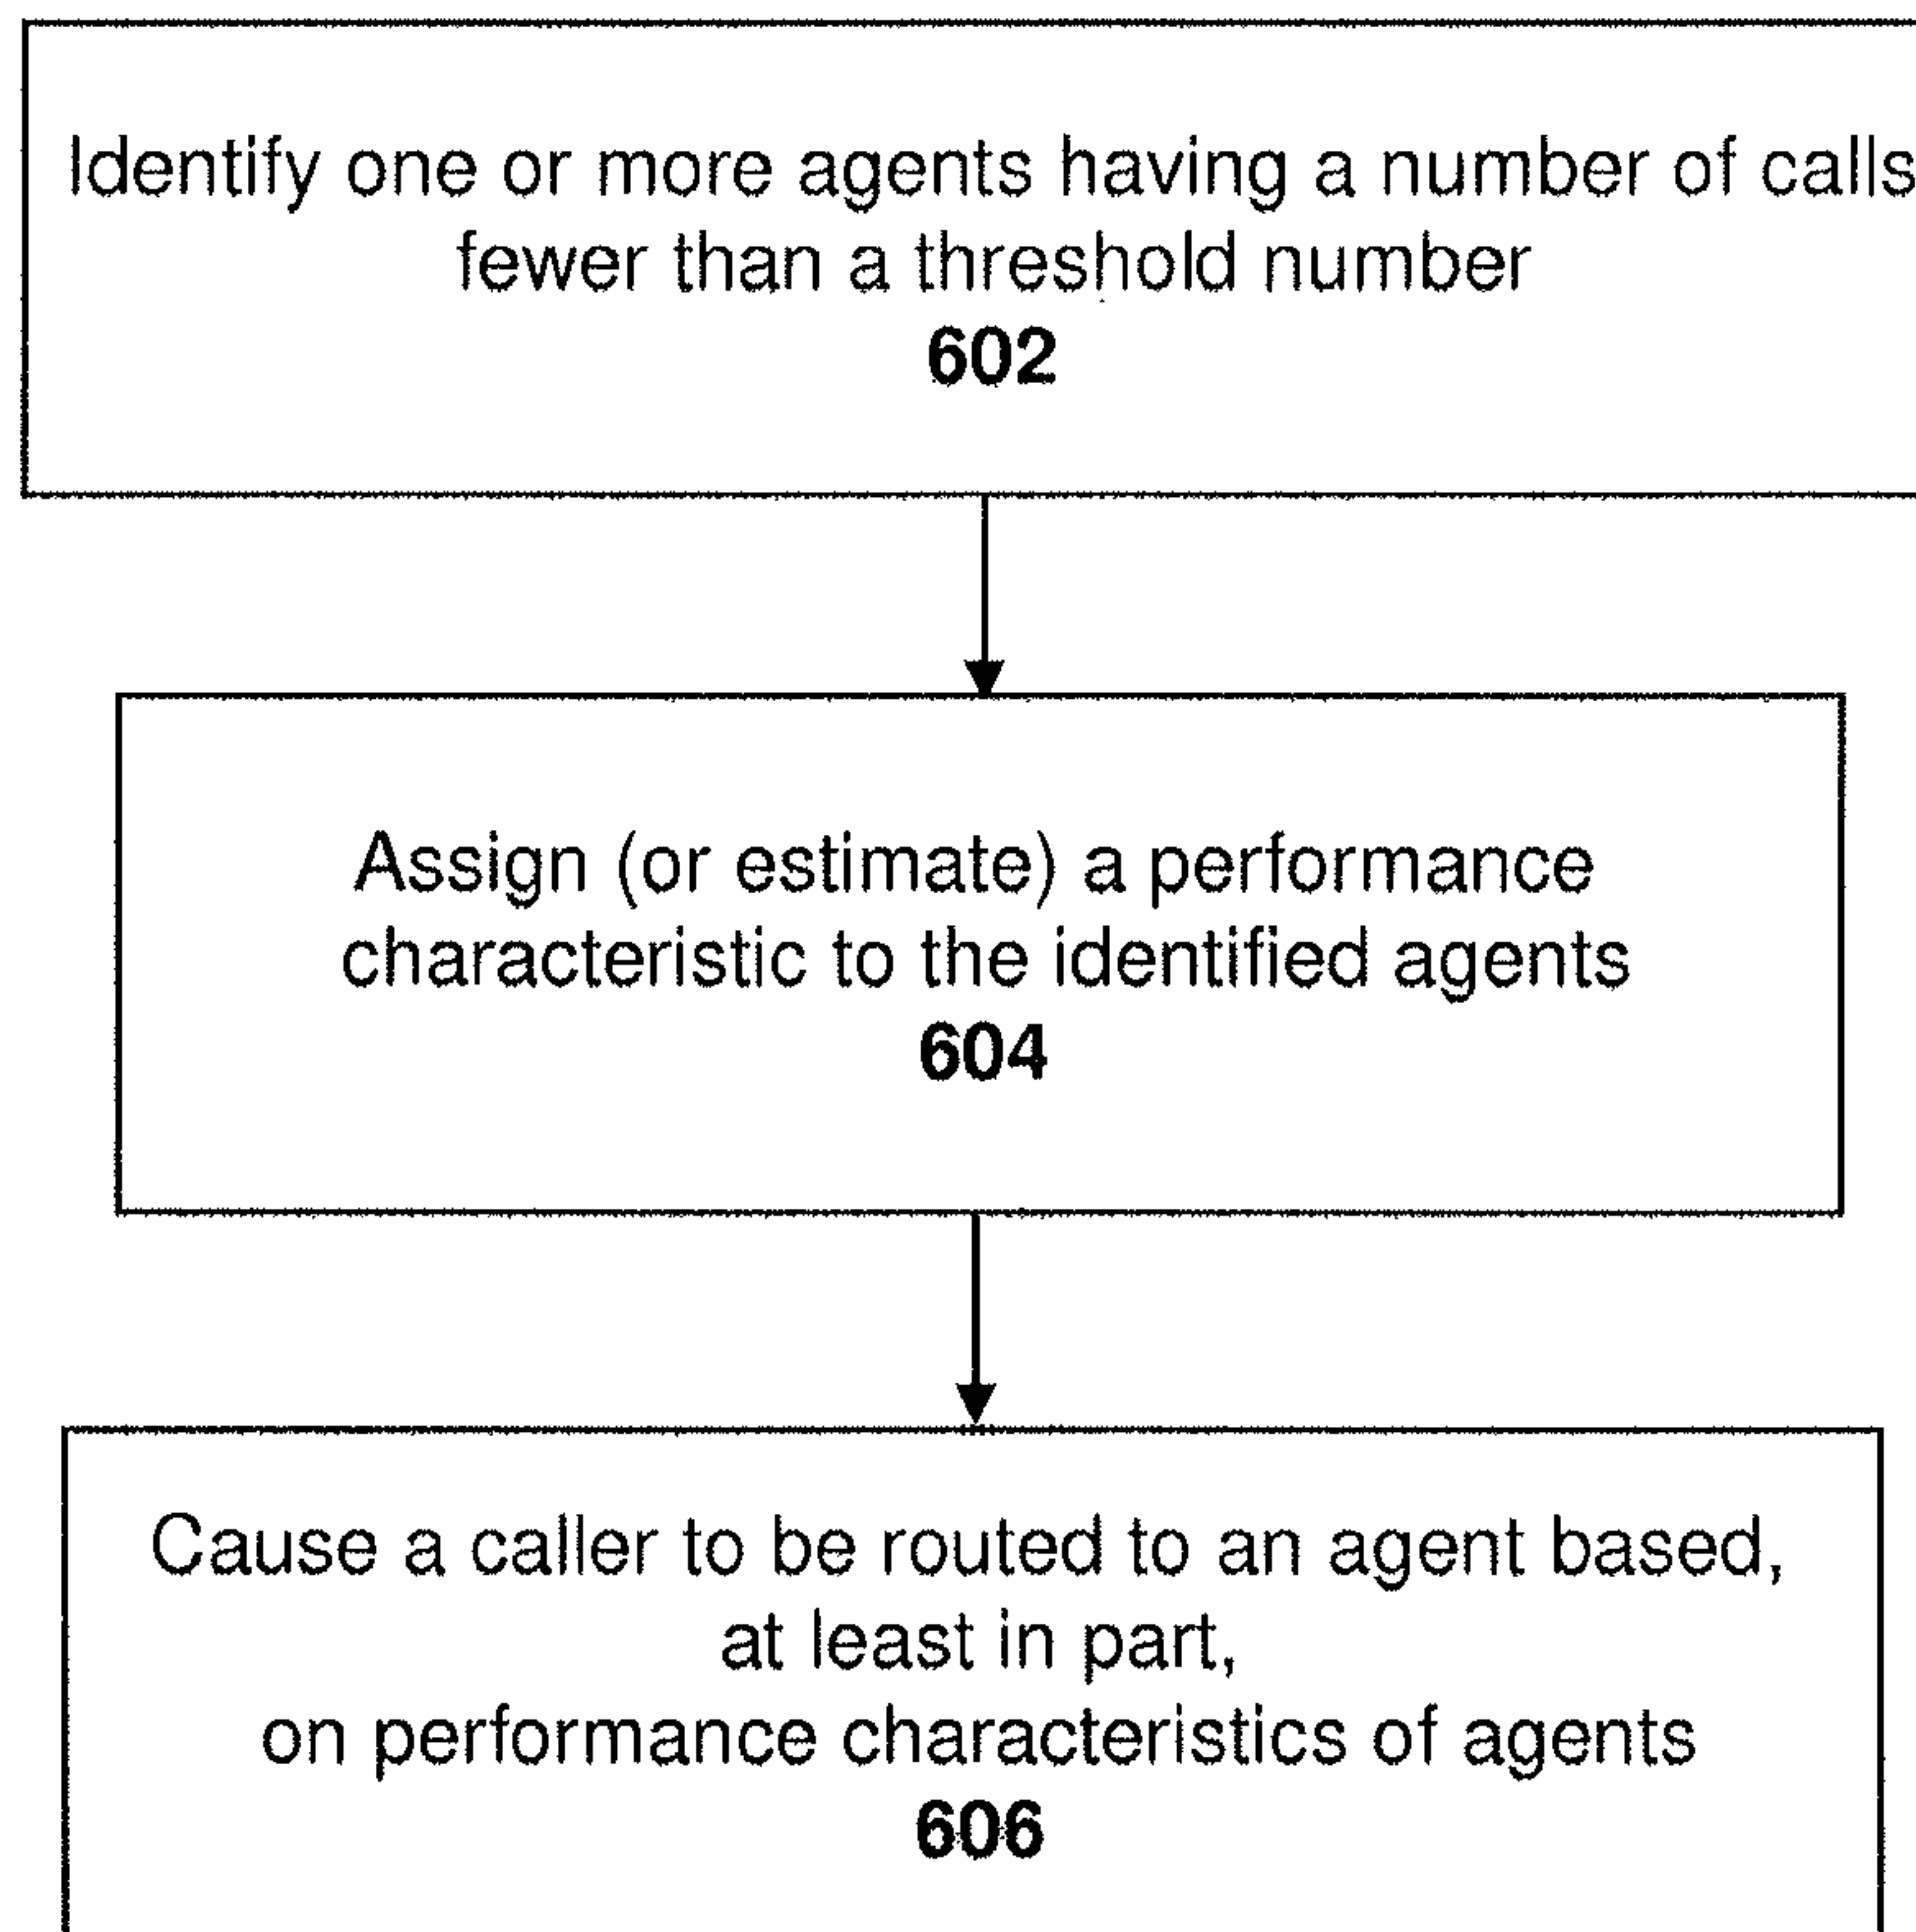 Identify one or more agents having a number of calls
fewer than a threshold number
602
Assign (or estimate) a performance
characteristic to the identified agents
604
Cause a caller to be routed to an agent based,
at least in part,
on performance characteristics of agents
606